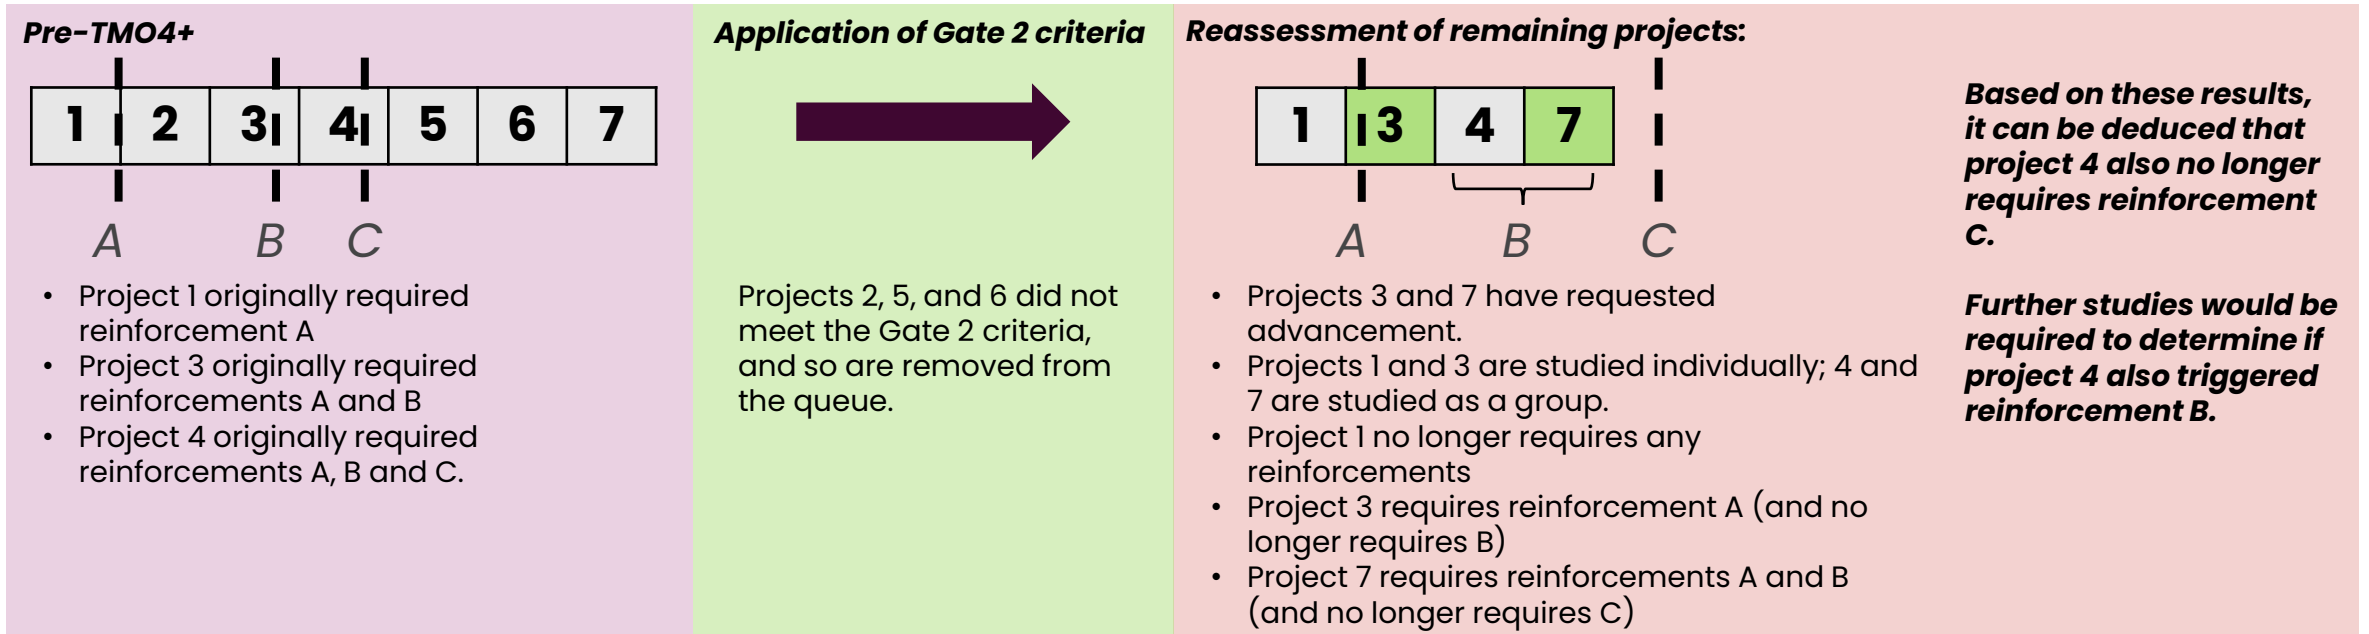 Pre-TMO4+
1 2 3 4 5 6 7
A B C
• Project 1 originally required
reinforcement A
• Project 3 originally required
reinforcements A and B
• Project 4 originally required
reinforcements A, B and C.
Application of Gate 2 criteria
Projects 2, 5, and 6 did not
meet the Gate 2 criteria,
and so are removed from
the queue.
Reassessment of remaining projects:
1 3 4 7
A B C
• Projects 3 and 7 have requested
advancement.
• Projects 1 and 3 are studied individually; 4 and
7 are studied as a group.
• Project 1 no longer requires any
reinforcements
• Project 3 requires reinforcement A (and no
longer requires B)
• Project 7 requires reinforcements A and B
(and no longer requires C)
Based on these results,
it can be deduced that
project 4 also no longer
requires reinforcement
C.
Further studies would be
required to determine if
project 4 also triggered
reinforcement B.